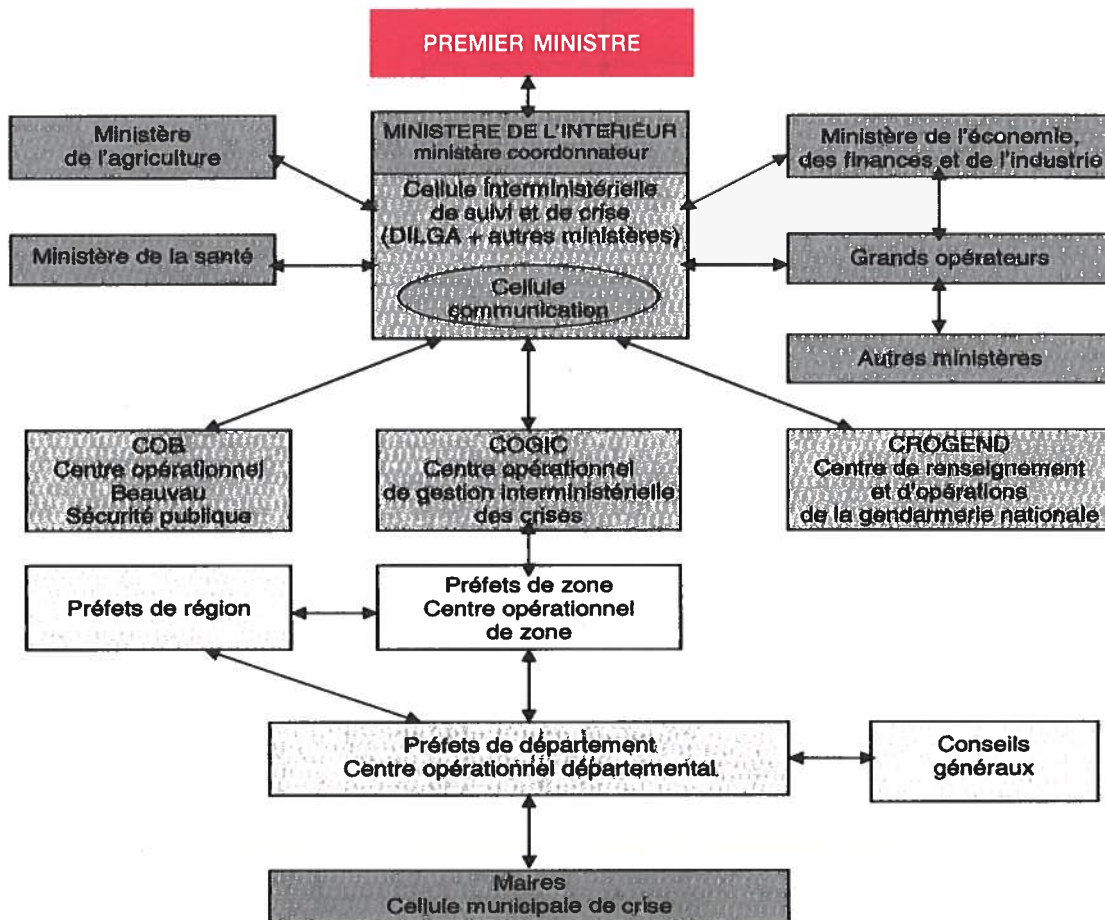 PREMIER MINISTRE
Ministère
de l'agriculture
MINISTERE DE L'INTERIEUR
ministère coordonnateur
Ministère de l'économie,
des finances et de l'industrie
Cellule interministérielle
de suivi et de crise
(DILGA + autres ministères)
Ministère de la santé
Grands opérateurs
Cellule
communication
Autres ministères
COB
Centre opérationnel
Beauvau
Sécurité publique
COGIC
Centre opérationnel
de gestion interministérielle
des crises
CROGEND
Centre de renseignement
et d'opérations
de la gendarmerie nationale
Préfets de région
Préfets de zone
Centre opérationnel
de zone
Préfets de département
Centre opérationnel départemental
Conseils
généraux
Maires
Cellule municipale de crise